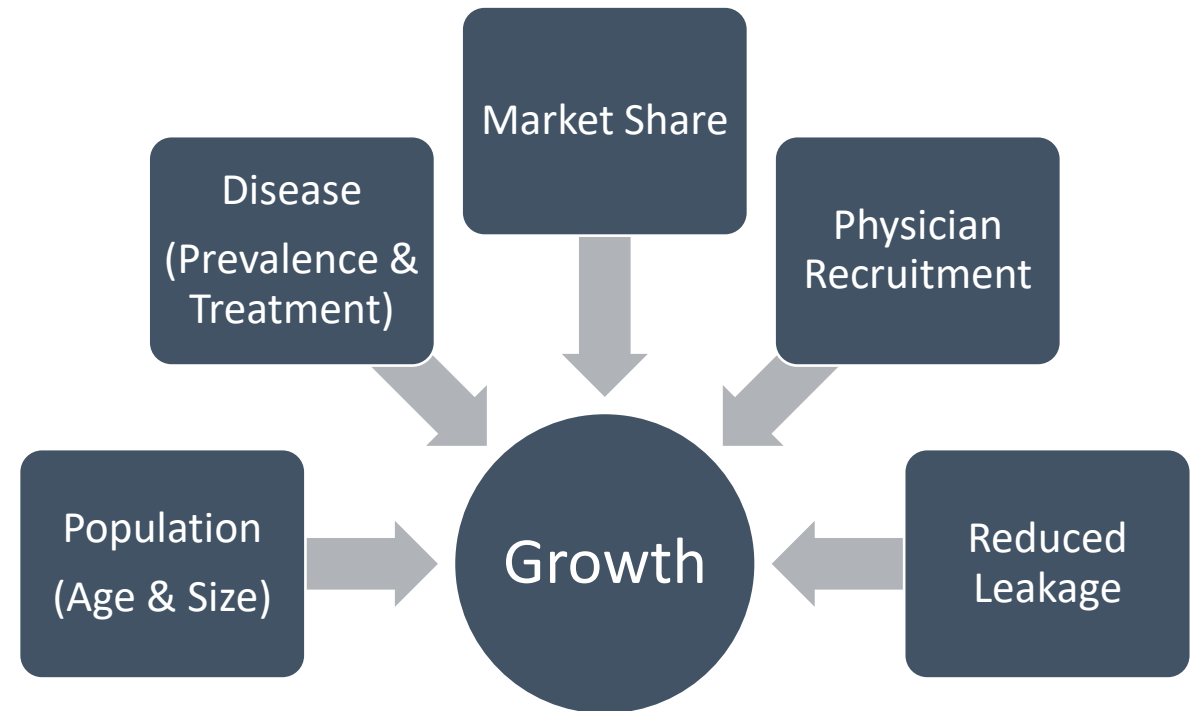 Market Share
Disease
(Prevalence &
Treatment)
Physician
Recruitment
Population
(Age & Size)
Growth
Reduced
Leakage